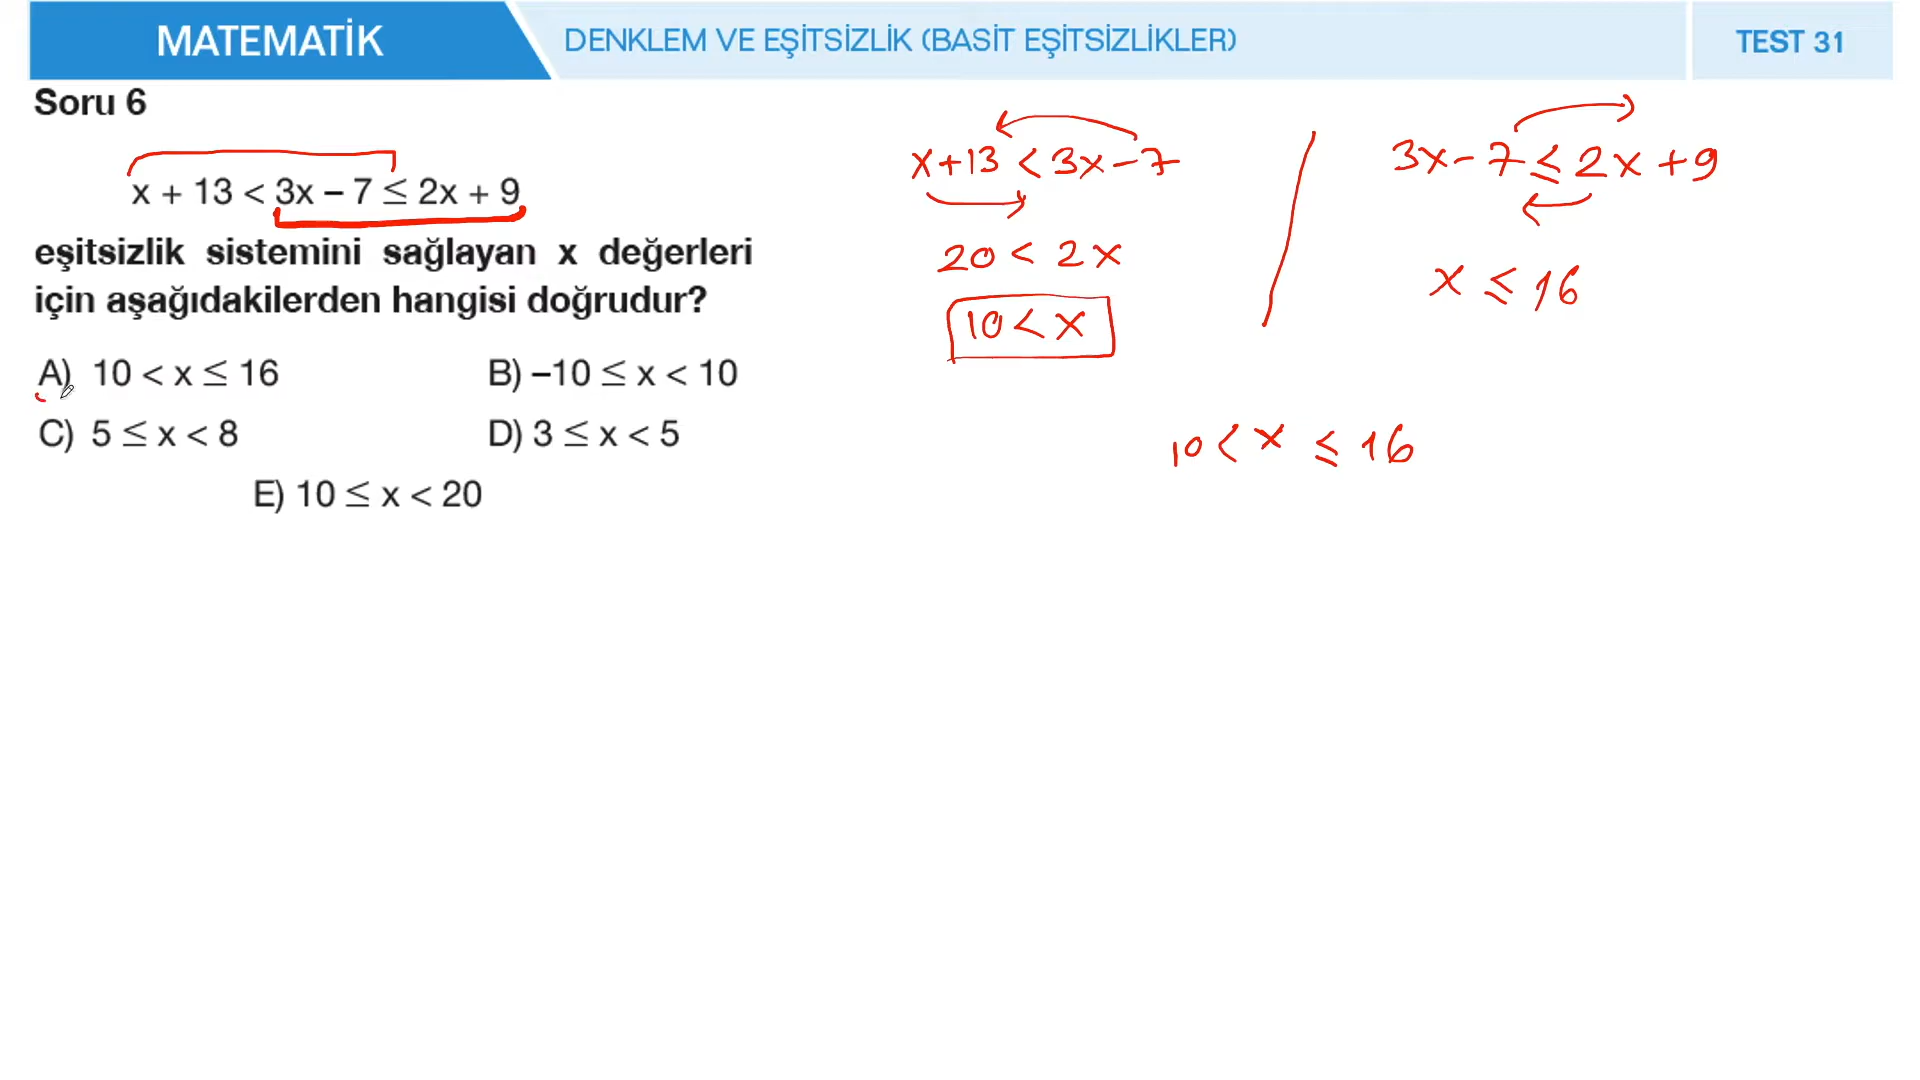 MATEMATİK
DENKLEM VE EŞİTSİZLİK (BASİT EŞİTSİZLİKLER)
TEST 31
Soru 6
x + 13 < 3x – 7 ≤ 2x + 9
eşitsizlik sistemini sağlayan x değerleri
için aşağıdakilerden hangisi doğrudur?
A) 10 < x ≤ 16
B) –10 ≤ x < 10
C) 5 ≤ x < 8
D) 3 ≤ x < 5
E) 10 ≤ x < 20
x+13 < 3x-7
20 < 2x
10 < x
3x-7 ≤ 2x+9
x ≤ 16
10 < x ≤ 16